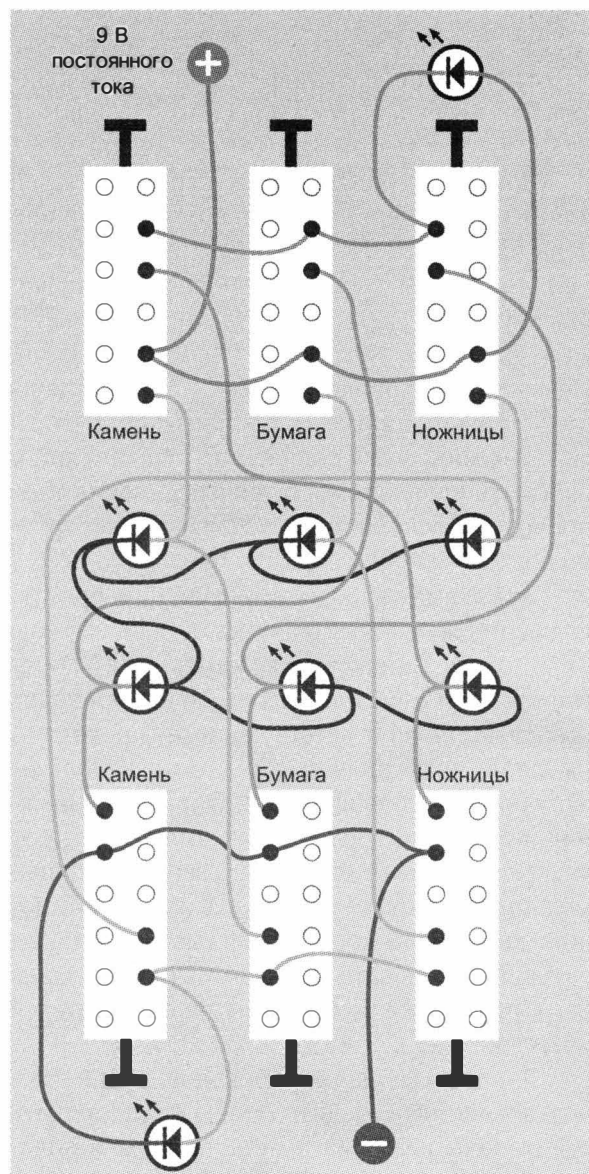 9 В
постоянного
тока
Камень
Бумага
Ножницы
Камень
Бумага
Ножницы